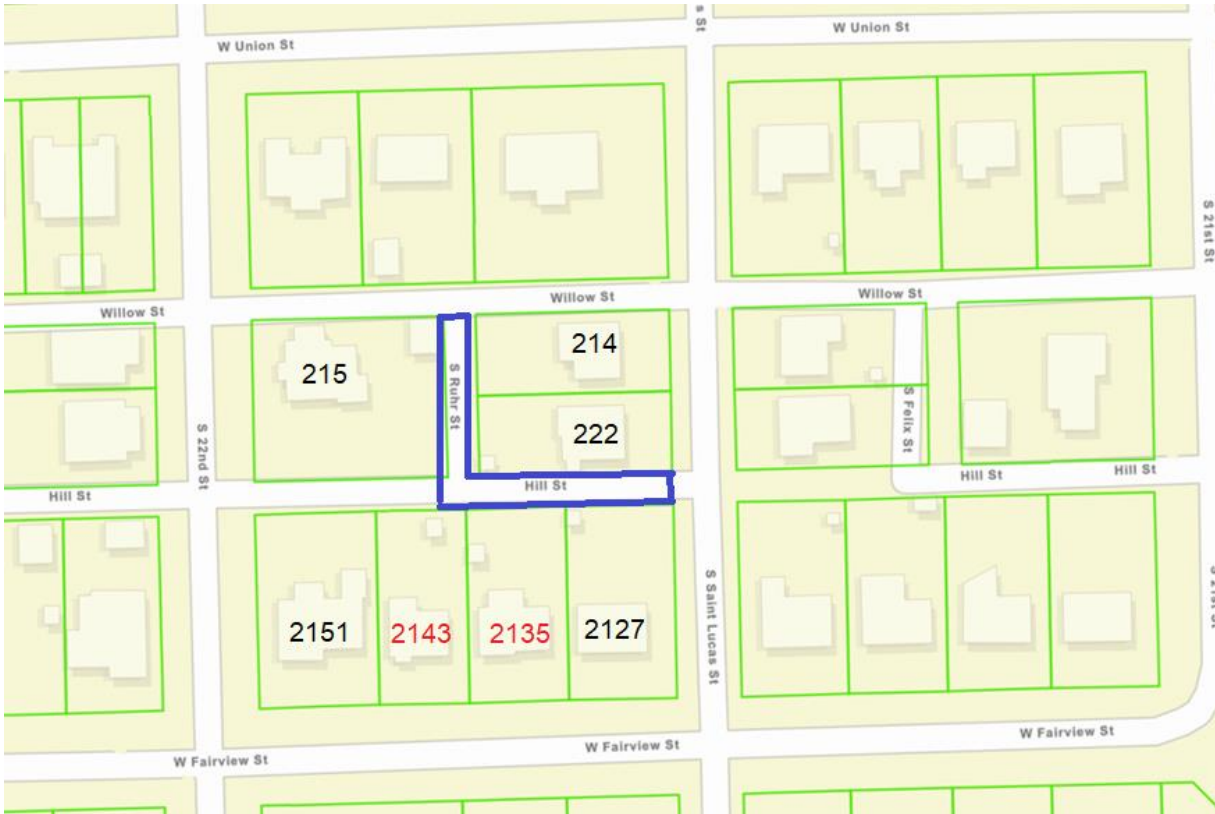 s St
W Union St
W Union St
S 21st St
Willow St
Willow St
Willow St
215
S Ruhr St
214
222
S 22nd St
S Felix St
Hill St
Hill St
Hill St
Hill St
2151
2143
2135
2127
S Saint Lucas St
W Fairview St
W Fairview St
W Fairview St